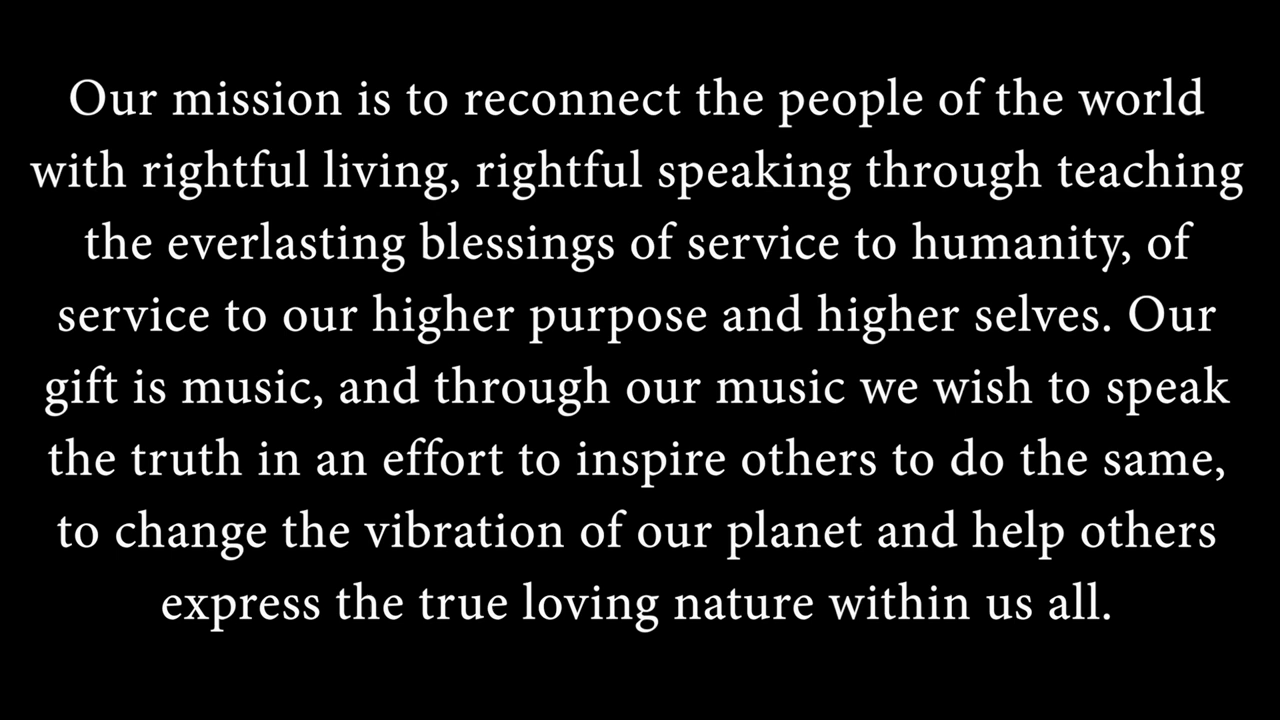 Our mission is to reconnect the people of the world
with rightful living, rightful speaking through teaching
the everlasting blessings of service to humanity, of
service to our higher purpose and higher selves. Our
gift is music, and through our music we wish to speak
the truth in an effort to inspire others to do the same,
to change the vibration of our planet and help others
express the true loving nature within us all.